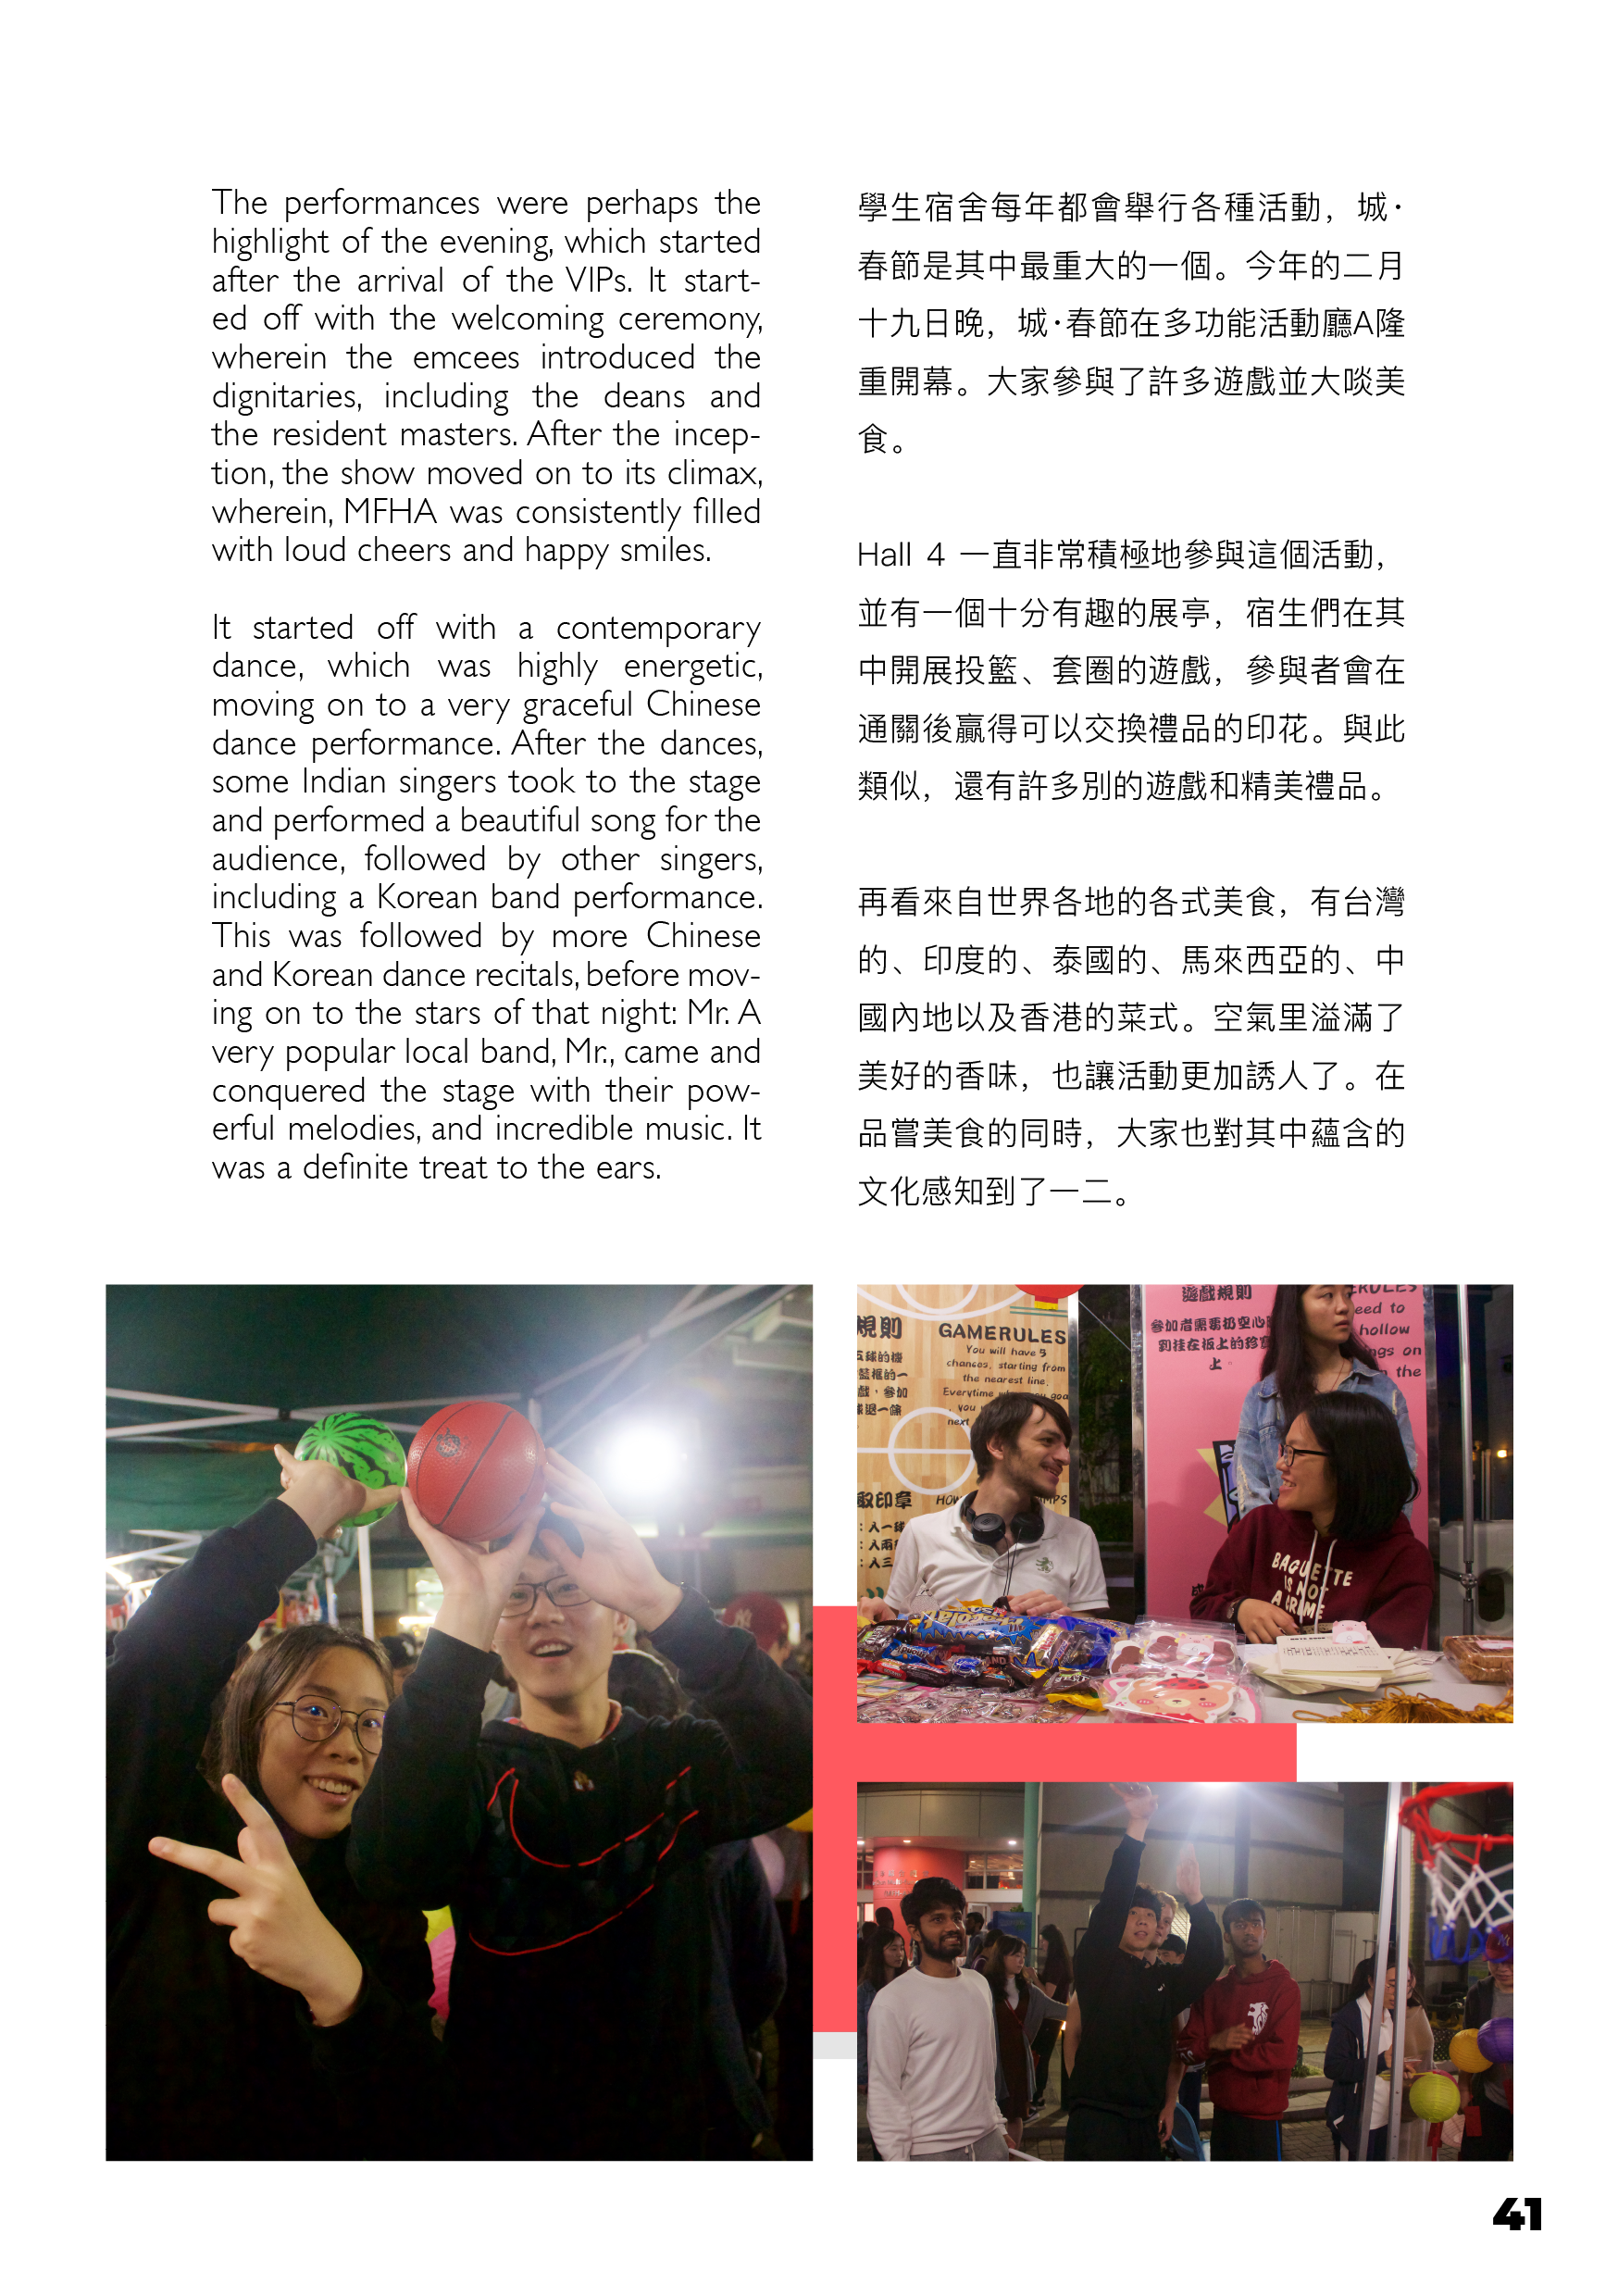 The performances were perhaps the
highlight of the evening, which started
after the arrival of the VIPs. It start-
ed off with the welcoming ceremony,
wherein the emcees introduced the
dignitaries, including the deans and
the resident masters. After the incep-
tion, the show moved on to its climax,
wherein, MFHA was consistently filled
with loud cheers and happy smiles.
It started off with a contemporary
dance, which was highly energetic,
moving on to a very graceful Chinese
dance performance. After the dances,
some Indian singers took to the stage
and performed a beautiful song for the
audience, followed by other singers,
including a Korean band performance.
This was followed by more Chinese
and Korean dance recitals, before mov-
ing on to the stars of that night: Mr. A
very popular local band, Mr., came and
conquered the stage with their pow-
erful melodies, and incredible music. It
was a definite treat to the ears.
學生宿舍每年都會舉行各種活動，城·
春節是其中最重大的一個。今年的二月
十九日晚，城·春節在多功能活動廳A隆
重開幕。大家參與了許多遊戲並大啖美
食。
Hall 4 一直非常積極地參與這個活動，
並有一個十分有趣的展亭，宿生們在其
中開展投籃、套圈的遊戲，參與者會在
通關後贏得可以交換禮品的印花。與此
類似，還有許多別的遊戲和精美禮品。
再看來自世界各地的各式美食，有台灣
的、印度的、泰國的、馬來西亞的、中
國內地以及香港的菜式。空氣里溢滿了
美好的香味，也讓活動更加誘人了。在
品嘗美食的同時，大家也對其中蘊含的
文化感知到了一二。
規則
GAMERULES
You will have 5
chances, starting from
the nearest line.
Everytime
you
next
取印章
遊戲規則
參加者需要扔空心
到挂在板上的珍
上。
eed to
hollow
ngs on
the
BAGUETTE
IS NOT
A CRIME
41